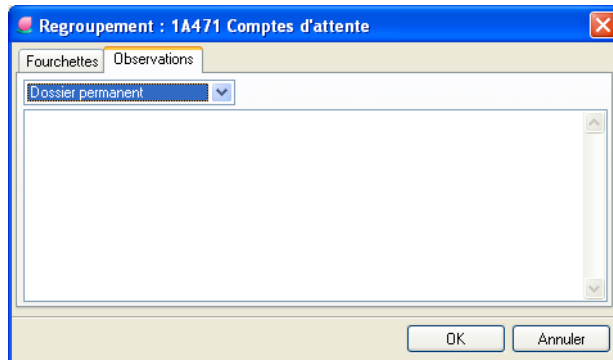 Regroupement : 1A471 Comptes d'attente
Fourchettes Observations
Dossier permanent
OK Annuler